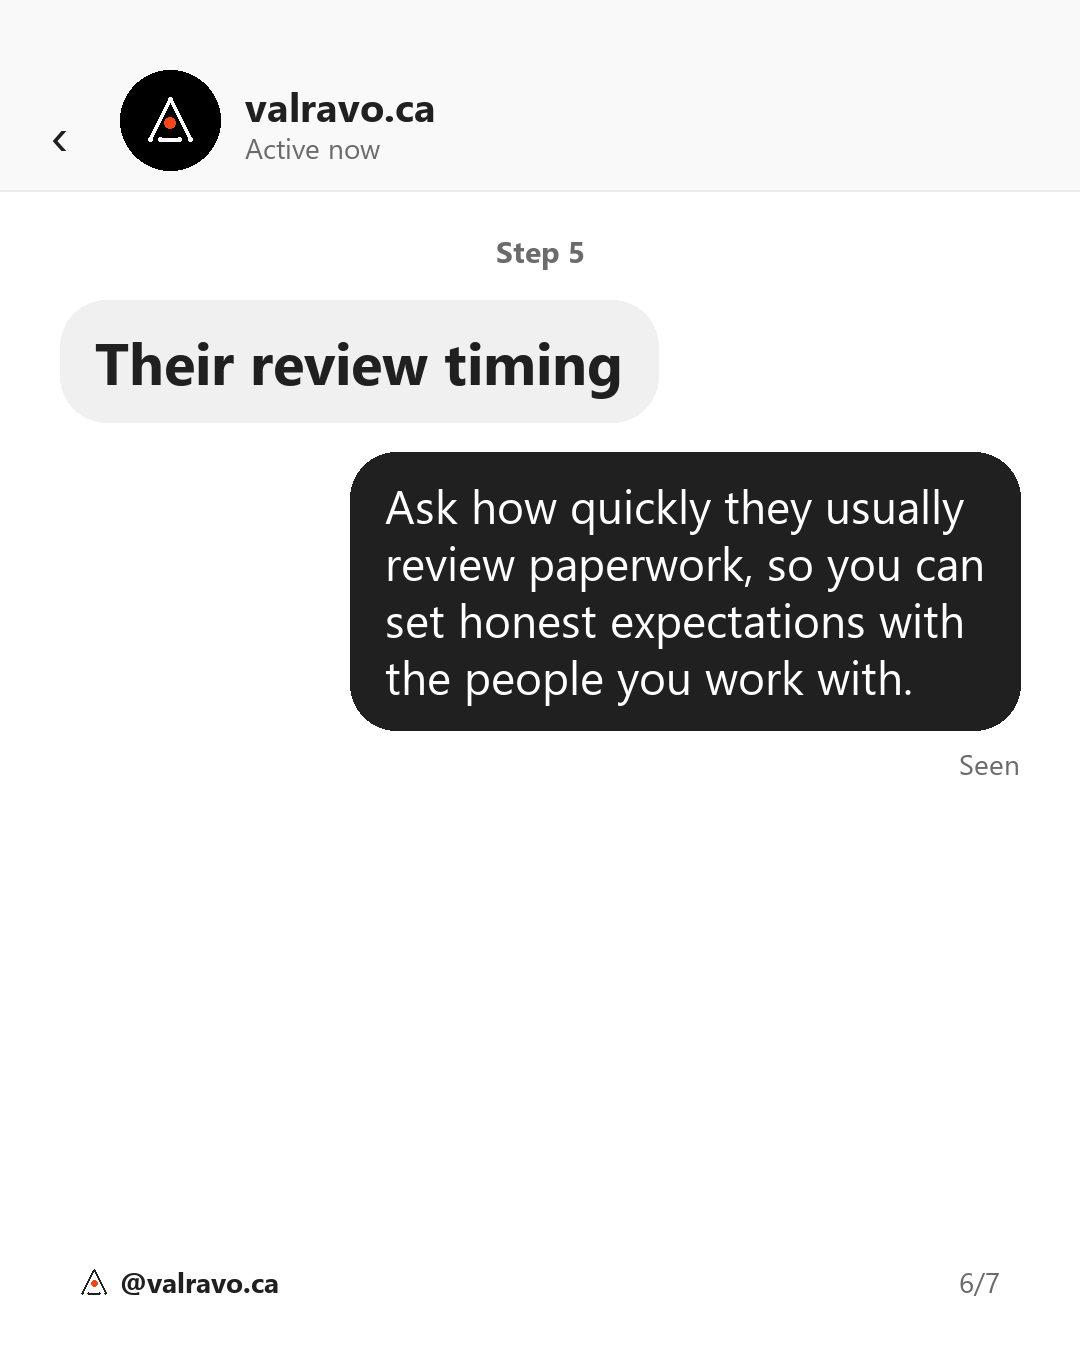 valravo.ca
Active now
Step 5
Their review timing
Ask how quickly they usually
review paperwork, so you can
set honest expectations with
the people you work with.
Seen
@valravo.ca
6/7